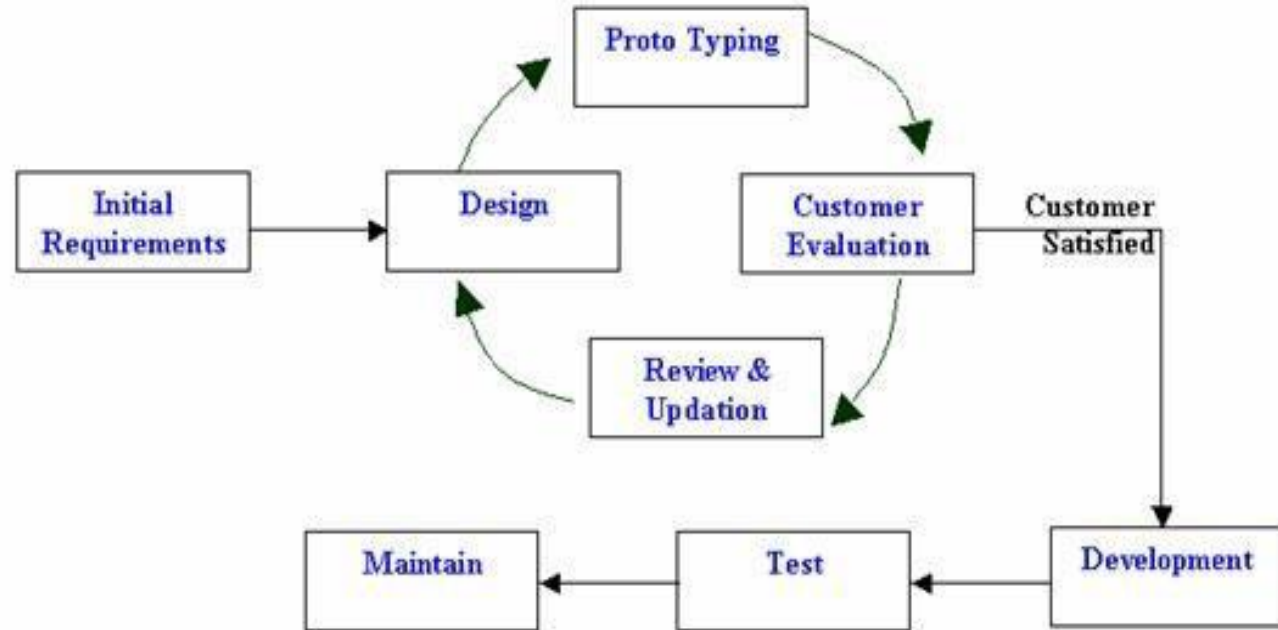 Proto Typing
Initial
Requirements
Design
Customer
Evaluation
Customer
Satisfied
Review &
Updation
Maintain
Test
Development